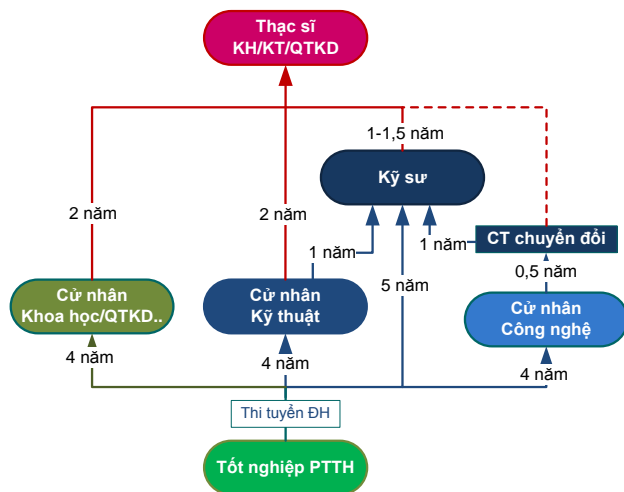 Thạc sĩ
KH/KT/QTKD
1-1,5 năm
Kỹ sư
2 năm
2 năm
1 năm
1 năm
CT chuyển đổi
5 năm
0,5 năm
Cử nhân
Khoa học/QTKD..
Cử nhân
Kỹ thuật
Cử nhân
Công nghệ
4 năm
4 năm
4 năm
Thi tuyển ĐH
Tốt nghiệp PTTH